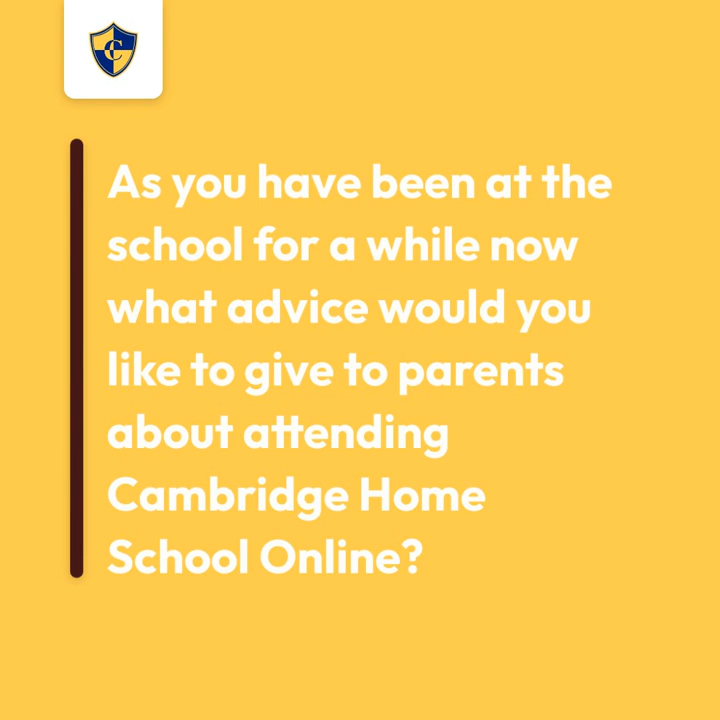 C
As you have been at the
school for a while now
what advice would you
like to give to parents
about attending
Cambridge Home
School Online?